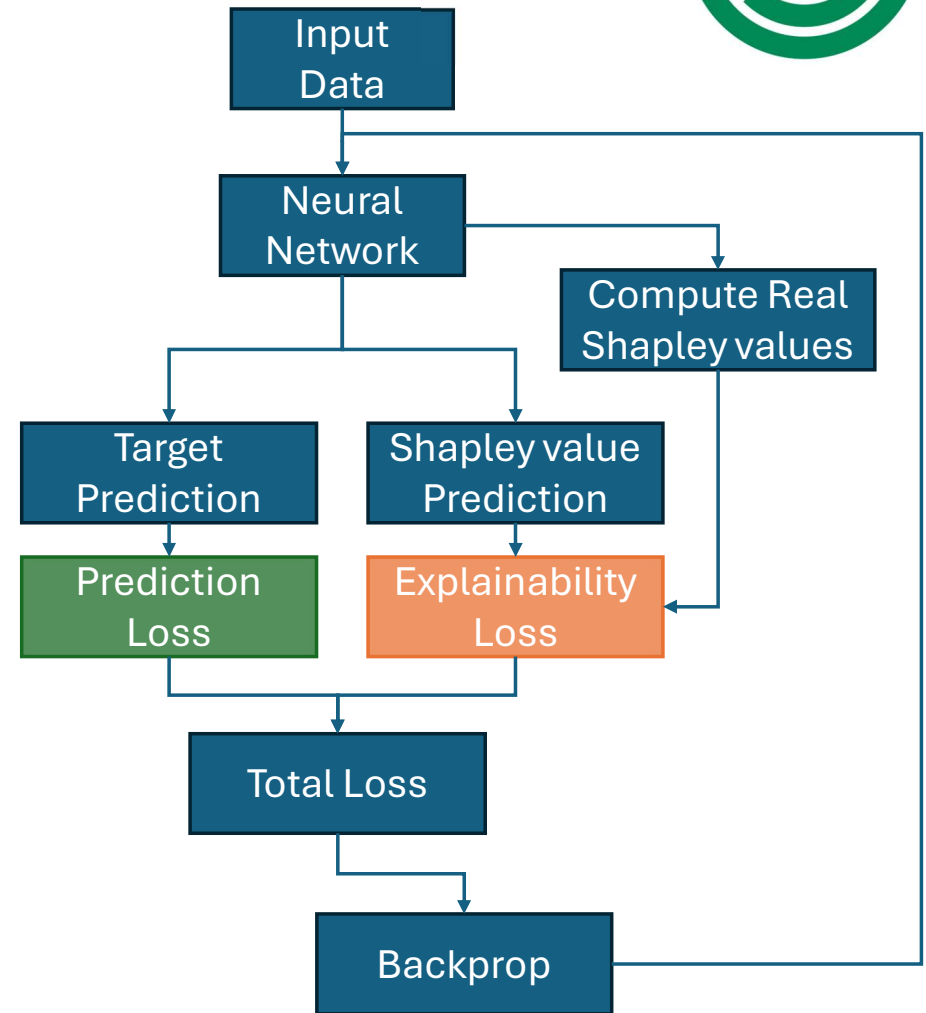 Input
Data
Neural
Network
Compute Real
Shapley values
Target
Prediction
Shapley value
Prediction
Prediction
Loss
Explainability
Loss
Total Loss
Backprop